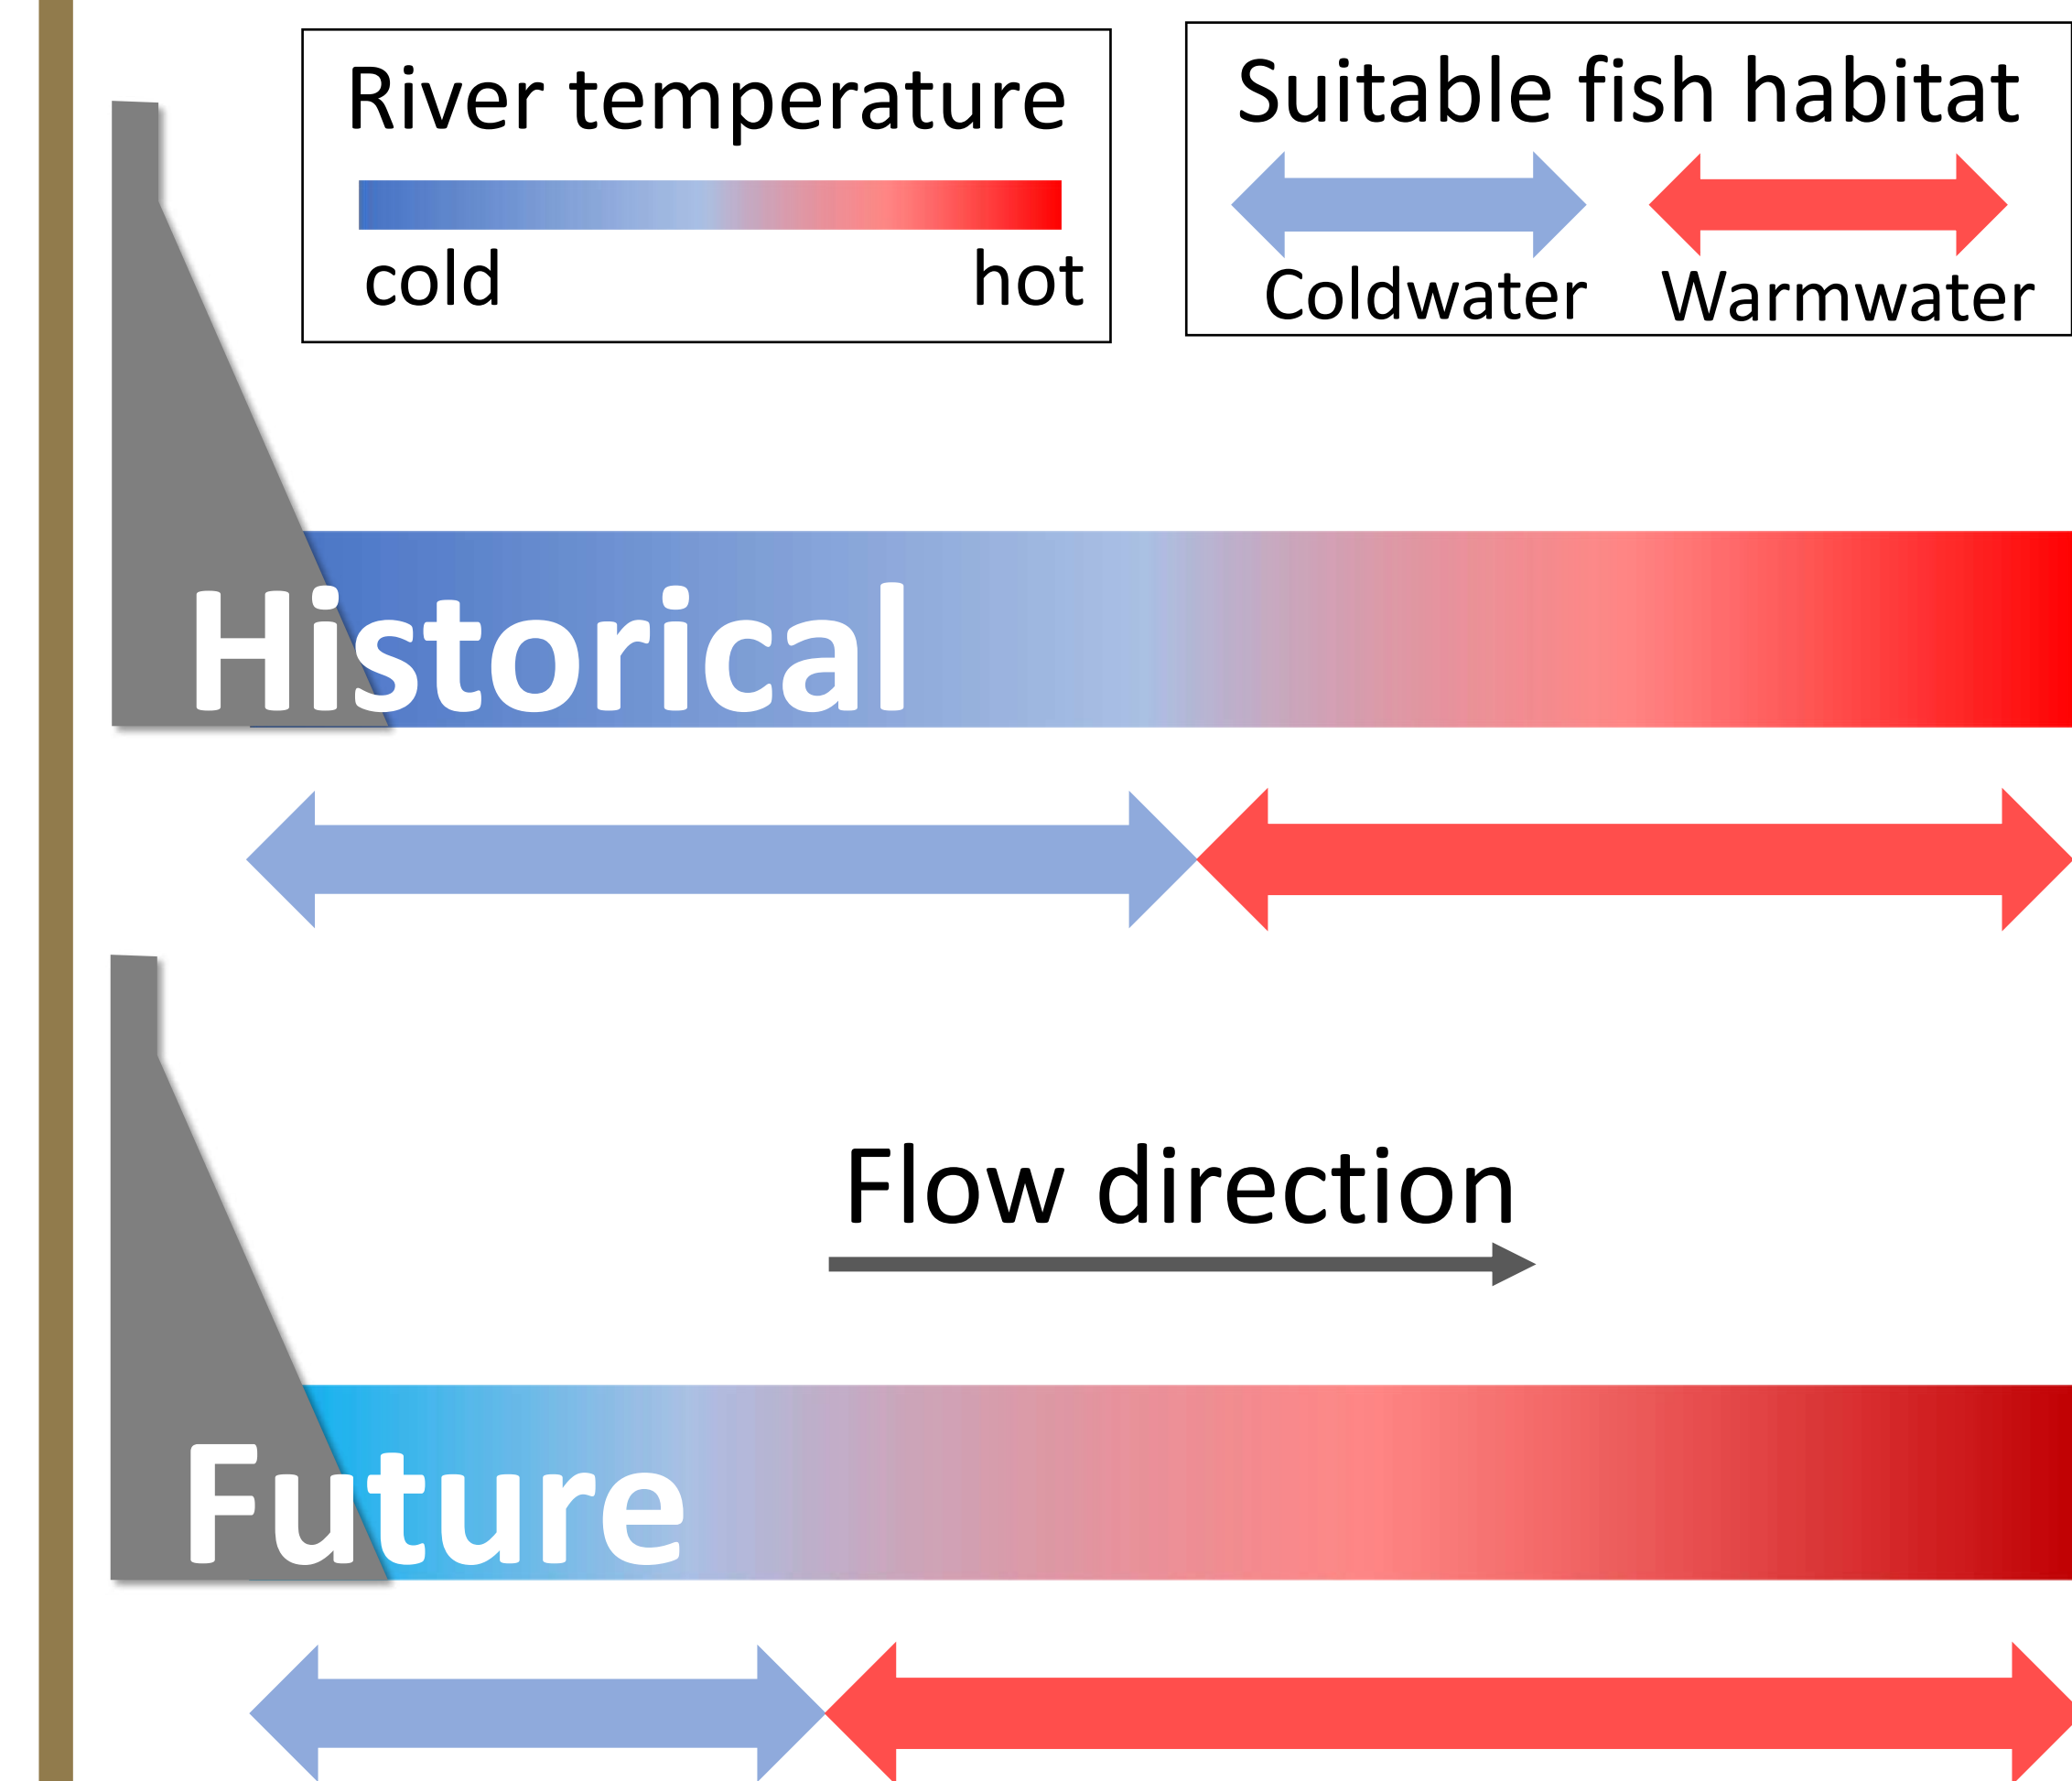 River temperature
cold hot
Suitable fish habitat
Coldwater Warmwater
Historical
Flow direction
Future